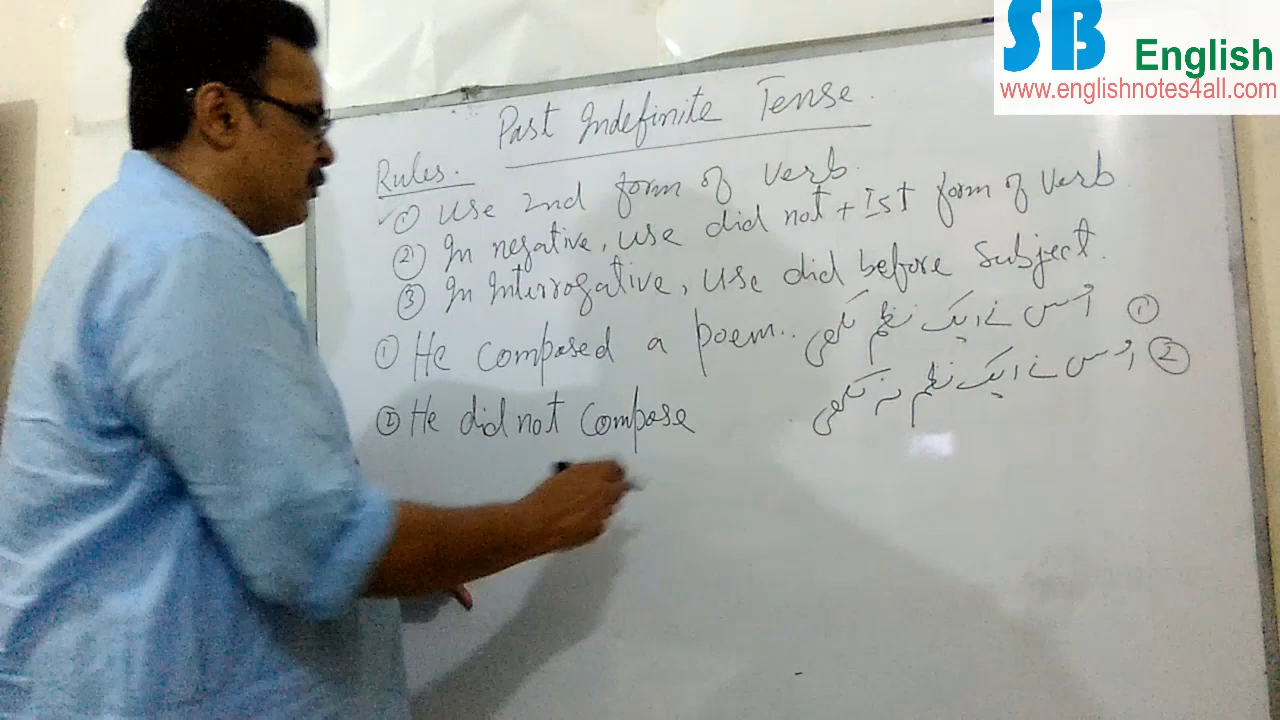 SB English
www.englishnotes4all.com
Past Indefinite Tense.
Rules.
✓① Use 2nd form of verb.
② In negative, use did not + Ist form of Verb
③ In Interrogative, use did before Subject.
① He composed a poem. اُس نے ایک نظم لکھی ①
② He did not compose اُس نے ایک نظم نہ لکھی ②